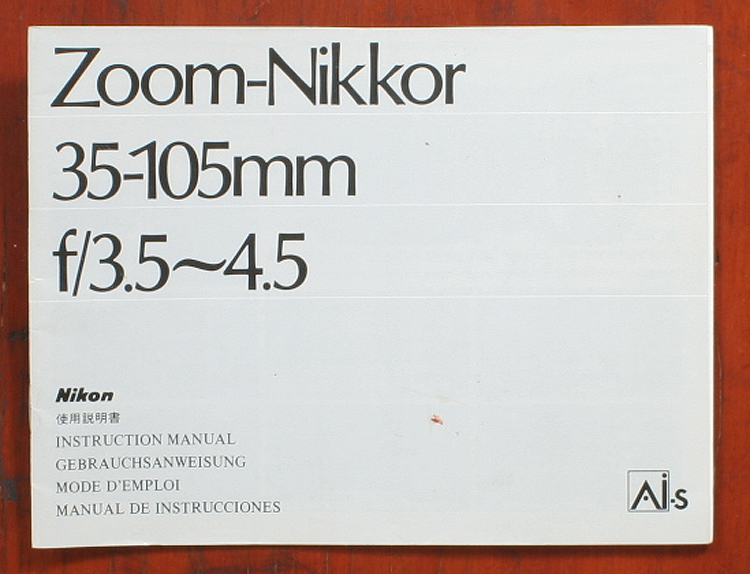 Zoom-Nikkor
35-105mm
f/3.5~4.5
Nikon
使用説明書
INSTRUCTION MANUAL
GEBRAUCHSANWEISUNG
MODE D'EMPLOI
MANUAL DE INSTRUCCIONES
Ai-s